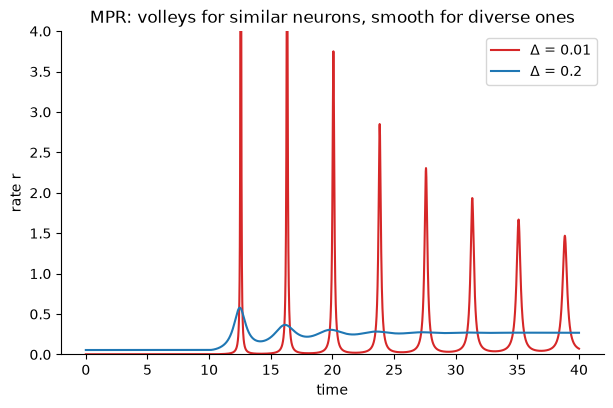 MPR: volleys for similar neurons, smooth for diverse ones
Δ = 0.01
Δ = 0.2
rate r
4.0
3.5
3.0
2.5
2.0
1.5
1.0
0.5
0.0
0 5 10 15 20 25 30 35 40
time